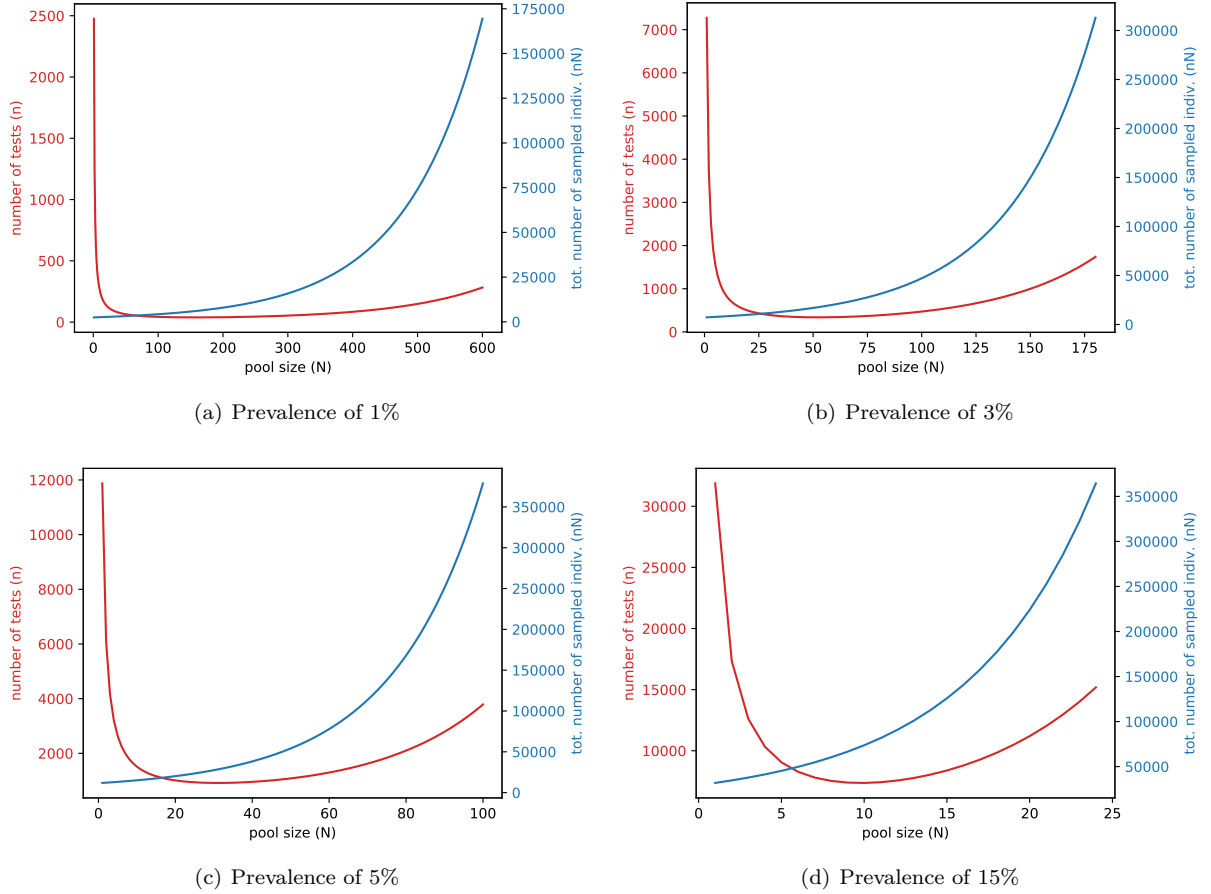 2500
2000
1500
1000
500
0
number of tests (n)
0 100 200 300 400 500 600
pool size (N)
175000
150000
125000
100000
75000
50000
25000
0
tot. number of sampled indiv. (nN)
(a) Prevalence of 1%
7000
6000
5000
4000
3000
2000
1000
0
number of tests (n)
0 25 50 75 100 125 150 175
pool size (N)
300000
250000
200000
150000
100000
50000
0
tot. number of sampled indiv. (nN)
(b) Prevalence of 3%
12000
10000
8000
6000
4000
2000
number of tests (n)
0 20 40 60 80 100
pool size (N)
350000
300000
250000
200000
150000
100000
50000
0
tot. number of sampled indiv. (nN)
(c) Prevalence of 5%
30000
25000
20000
15000
10000
number of tests (n)
0 5 10 15 20 25
pool size (N)
350000
300000
250000
200000
150000
100000
50000
tot. number of sampled indiv. (nN)
(d) Prevalence of 15%